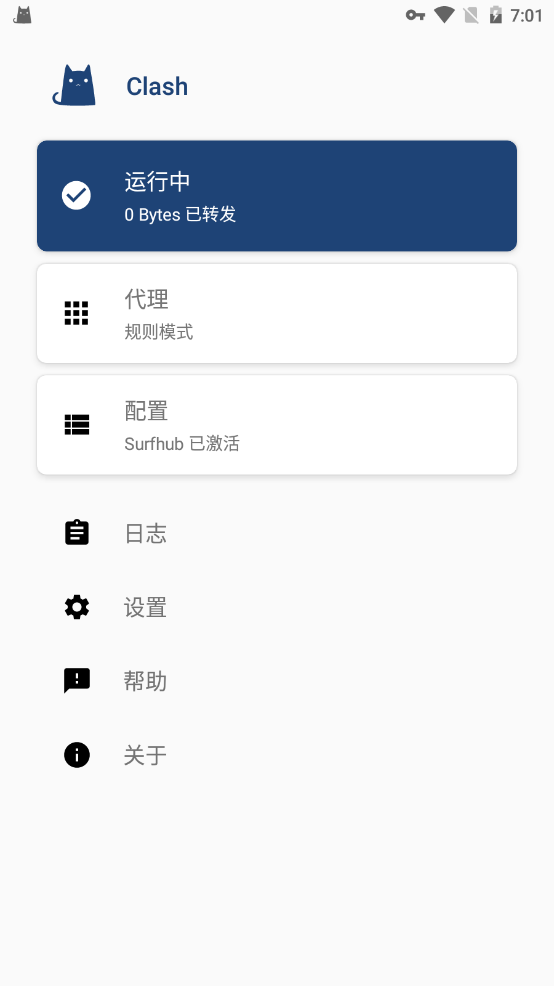 7:01
Clash
运行中
0 Bytes 已转发
代理
规则模式
配置
Surfhub 已激活
日志
设置
帮助
关于